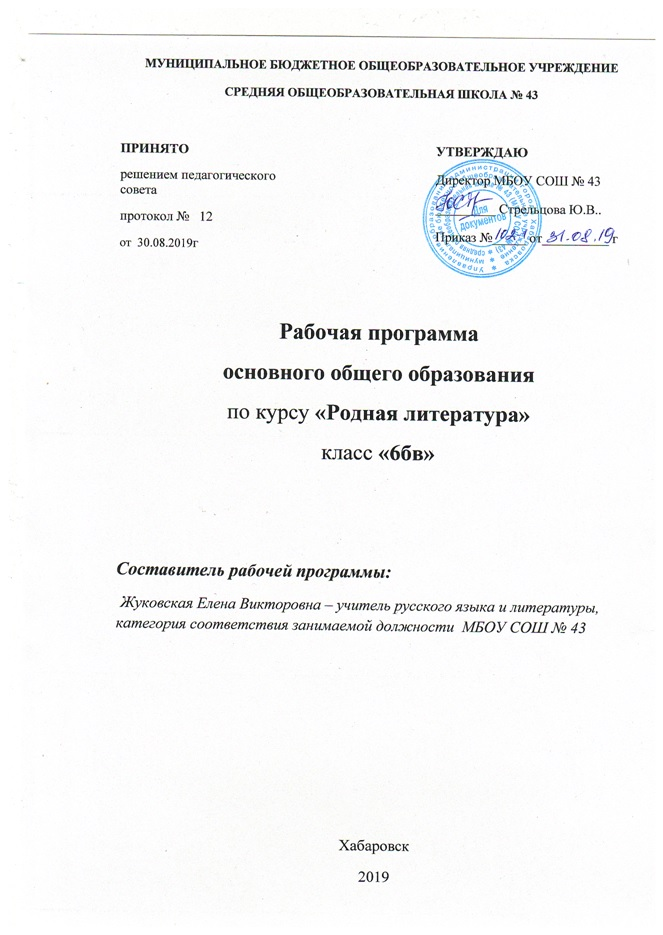 МУНИЦИПАЛЬНОЕ БЮДЖЕТНОЕ ОБЩЕОБРАЗОВАТЕЛЬНОЕ УЧРЕЖДЕНИЕ
СРЕДНЯЯ ОБЩЕОБРАЗОВАТЕЛЬНАЯ ШКОЛА № 43
ПРИНЯТО
решением педагогического
совета
протокол № 12
от 30.08.2019г
УТВЕРЖДАЮ
Директор МБОУ СОШ № 43
Стрельцова Ю.В..
Приказ № от 31.08.19 г
Для
документов
Рабочая программа
основного общего образования
по курсу «Родная литература»
класс «6бв»
Составитель рабочей программы:
Жуковская Елена Викторовна – учитель русского языка и литературы,
категория соответствия занимаемой должности МБОУ СОШ № 43
Хабаровск
2019